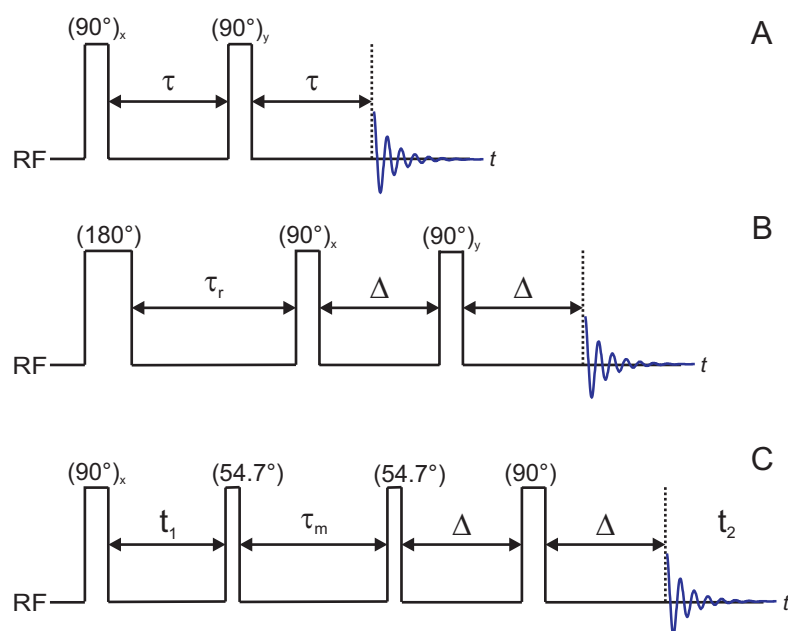 A
(90°)x (90°)y
τ τ
RF t
B
(180°) (90°)x (90°)y
τr Δ Δ
RF t
C
(90°)x (54.7°) (54.7°) (90°)
t1 τm Δ Δ t2
RF t